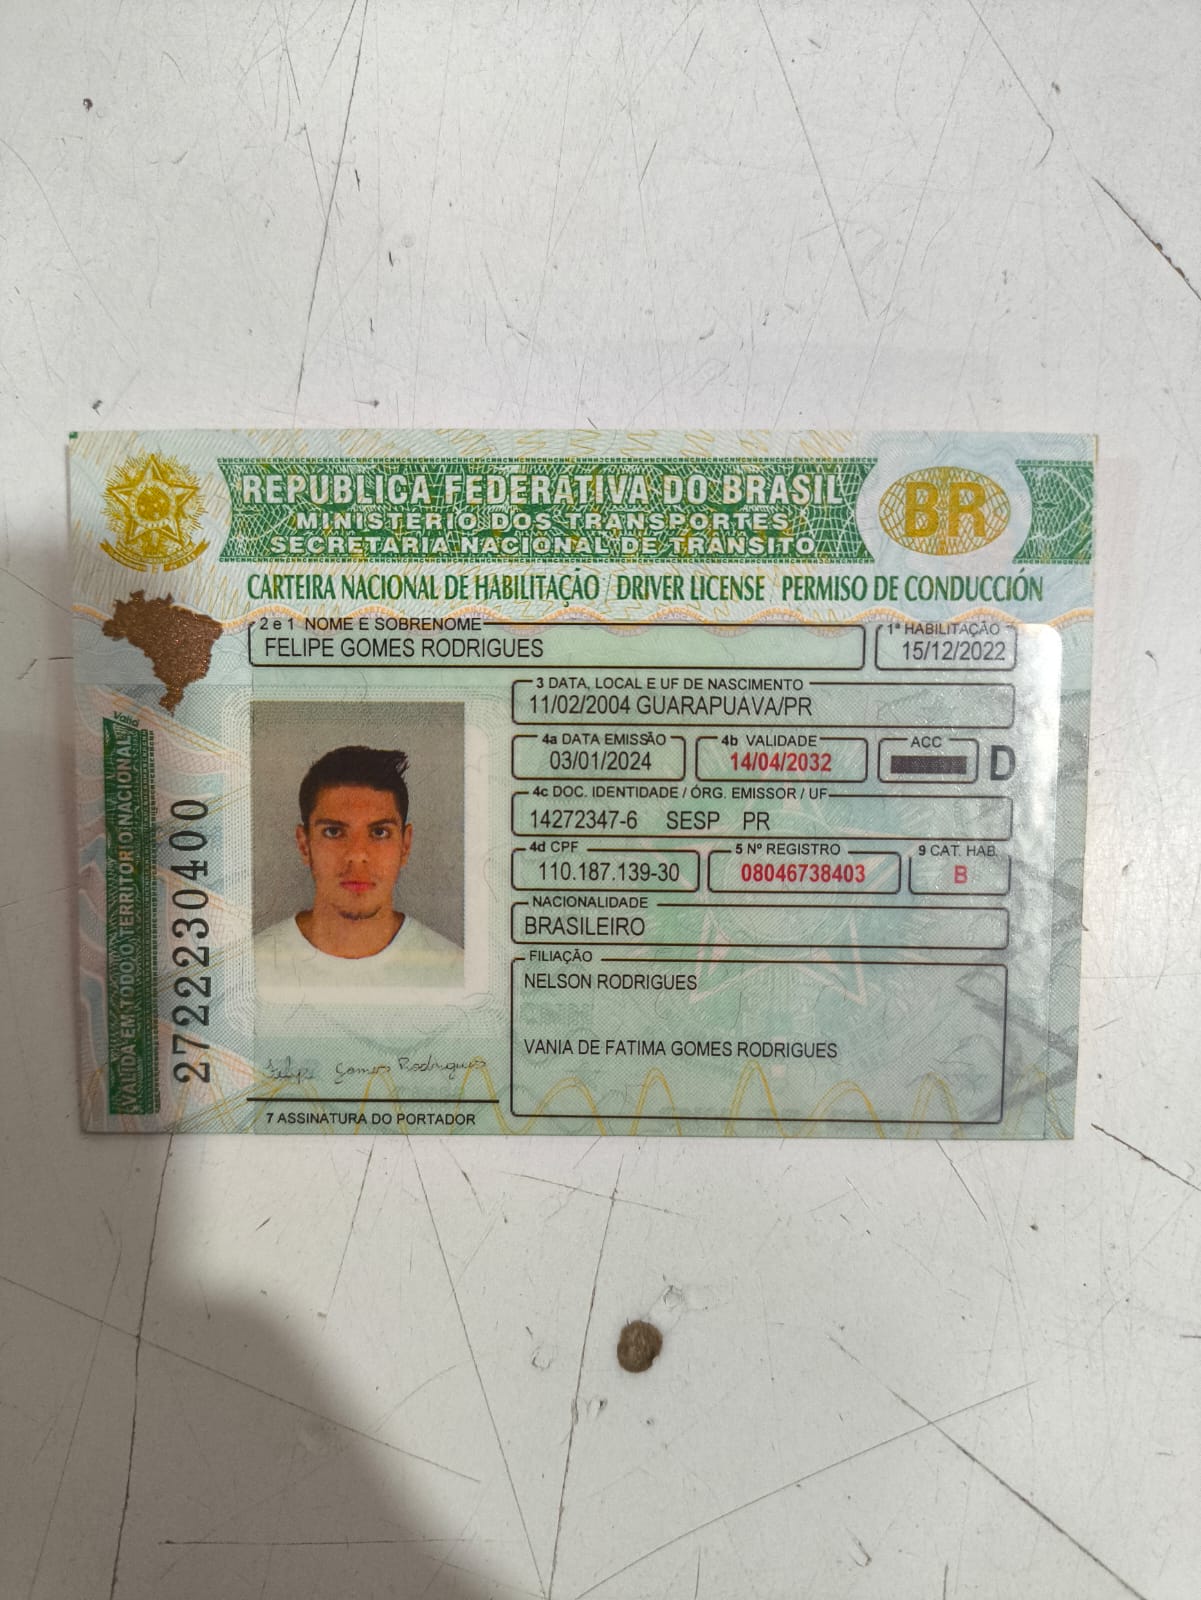 REPÚBLICA FEDERATIVA DO BRASIL
MINISTÉRIO DOS TRANSPORTES
SECRETARIA NACIONAL DE TRÂNSITO
BR
CARTEIRA NACIONAL DE HABILITAÇÃO / DRIVER LICENSE / PERMISO DE CONDUCCIÓN
2 e 1 NOME E SOBRENOME
FELIPE GOMES RODRIGUES
1ª HABILITAÇÃO
15/12/2022
3 DATA, LOCAL E UF DE NASCIMENTO
11/02/2004 GUARAPUAVA/PR
4a DATA EMISSÃO
03/01/2024
4b VALIDADE
14/04/2032
ACC
D
4c DOC. IDENTIDADE / ÓRG. EMISSOR / UF
14272347-6 SESP PR
4d CPF
110.187.139-30
5 Nº REGISTRO
08046738403
9 CAT. HAB.
B
NACIONALIDADE
BRASILEIRO
FILIAÇÃO
NELSON RODRIGUES
VANIA DE FATIMA GOMES RODRIGUES
Felipe Gomes Rodrigues
7 ASSINATURA DO PORTADOR
VÁLIDA EM TODO O TERRITÓRIO NACIONAL
2722230400